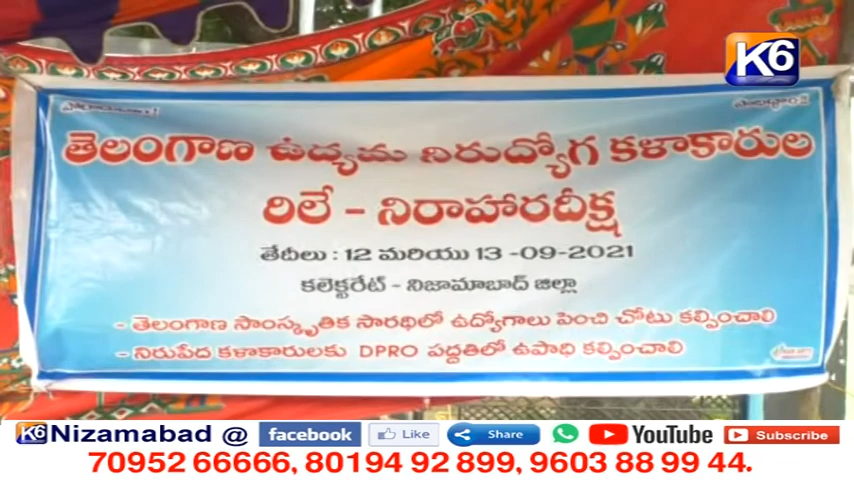 K6
పోరాడుదాం!
సాధిద్దాం!!
తెలంగాణ ఉద్యమ నిరుద్యోగ కళాకారుల
రిలే - నిరాహారదీక్ష
తేదీలు : 12 మరియు 13 -09-2021
కలెక్టరేట్ - నిజామాబాద్ జిల్లా
- తెలంగాణ సాంస్కృతిక సారథిలో ఉద్యోగాలు పెంచి చోటు కల్పించాలి
- నిరుపేద కళాకారులకు DPRO పద్దతిలో ఉపాధి కల్పించాలి
K6 Nizamabad @ facebook Like Share YouTube Subscribe
70952 66666, 80194 92 899, 9603 88 99 44.